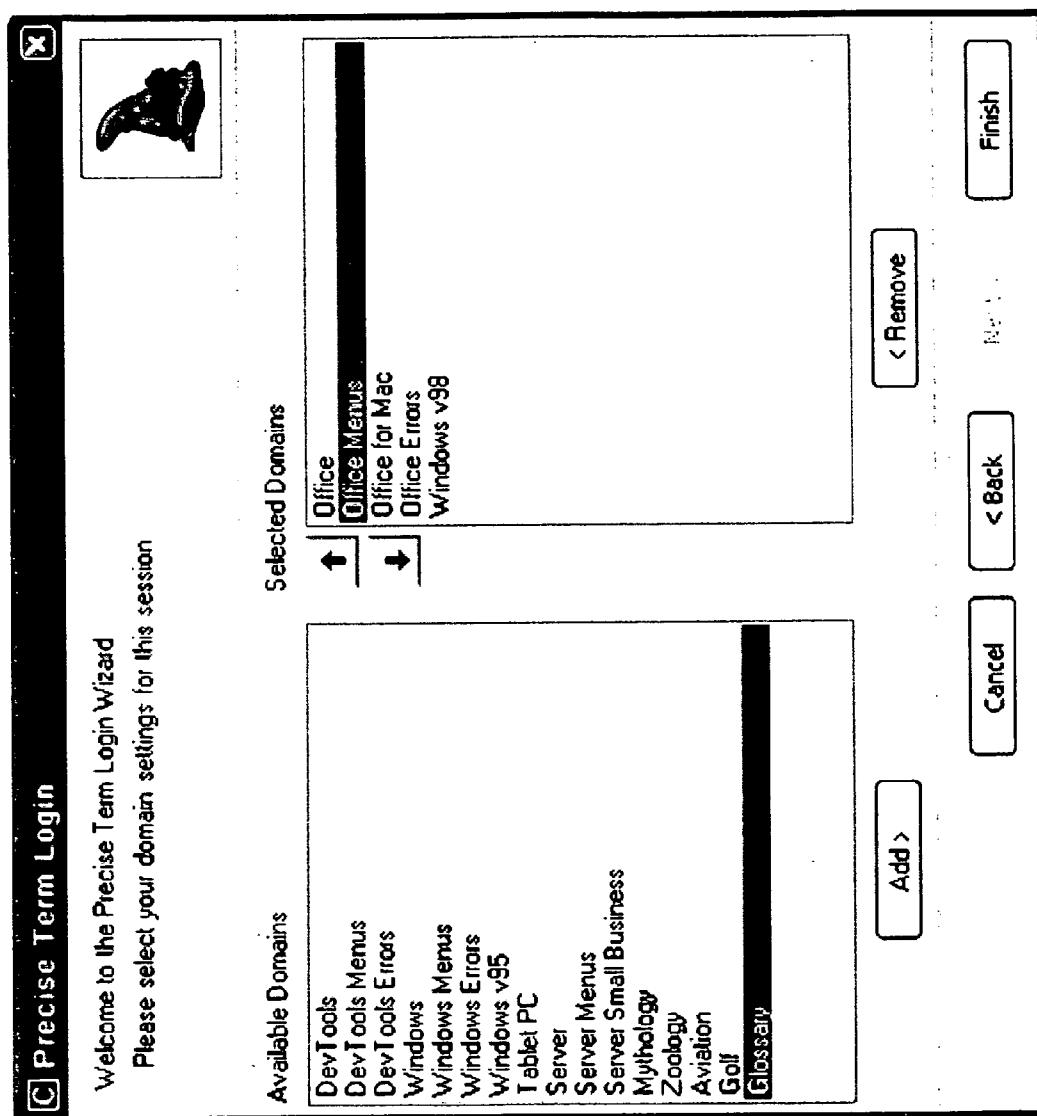 C Precise Term Login X
Welcome to the Precise Term Login Wizard
Please select your domain settings for this session
Available Domains
DevTools
DevTools Menus
DevTools Errors
Windows
Windows Menus
Windows Errors
Windows v95
Tablet PC
Server
Server Menus
Server Small Business
Mythology
Zoology
Aviation
Golf
Glossary
Add >
Selected Domains
Office
Office Menus
Office for Mac
Office Errors
Windows v98
< Remove
Cancel
< Back
Finish